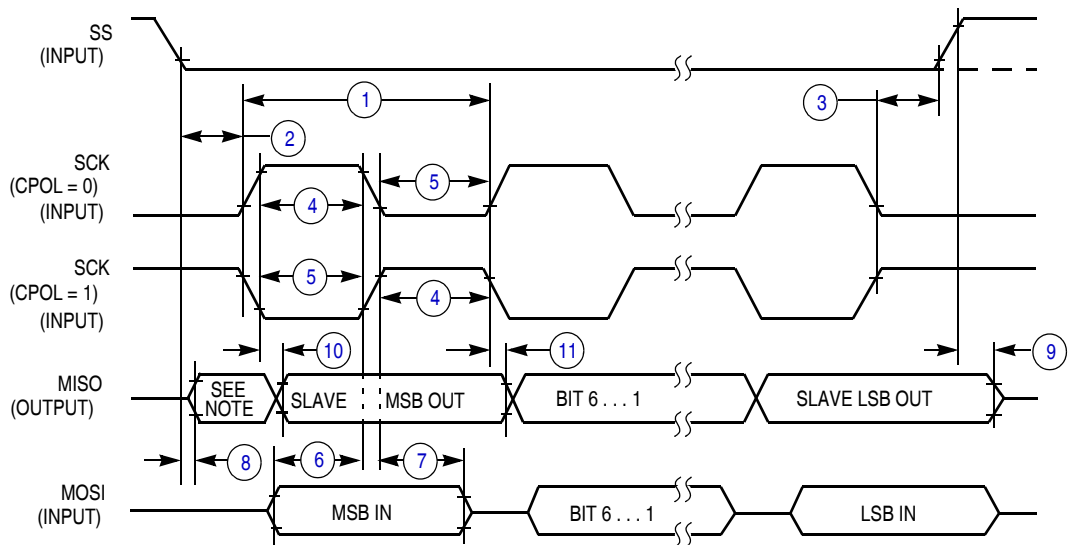 SS
(INPUT)
1
3
2
SCK
(CPOL = 0)
(INPUT)
5
4
SCK
(CPOL = 1)
(INPUT)
5
4
10
11
9
MISO
(OUTPUT)
SEE
NOTE
SLAVE
MSB OUT
BIT 6 . . . 1
SLAVE LSB OUT
8
6
7
MOSI
(INPUT)
MSB IN
BIT 6 . . . 1
LSB IN